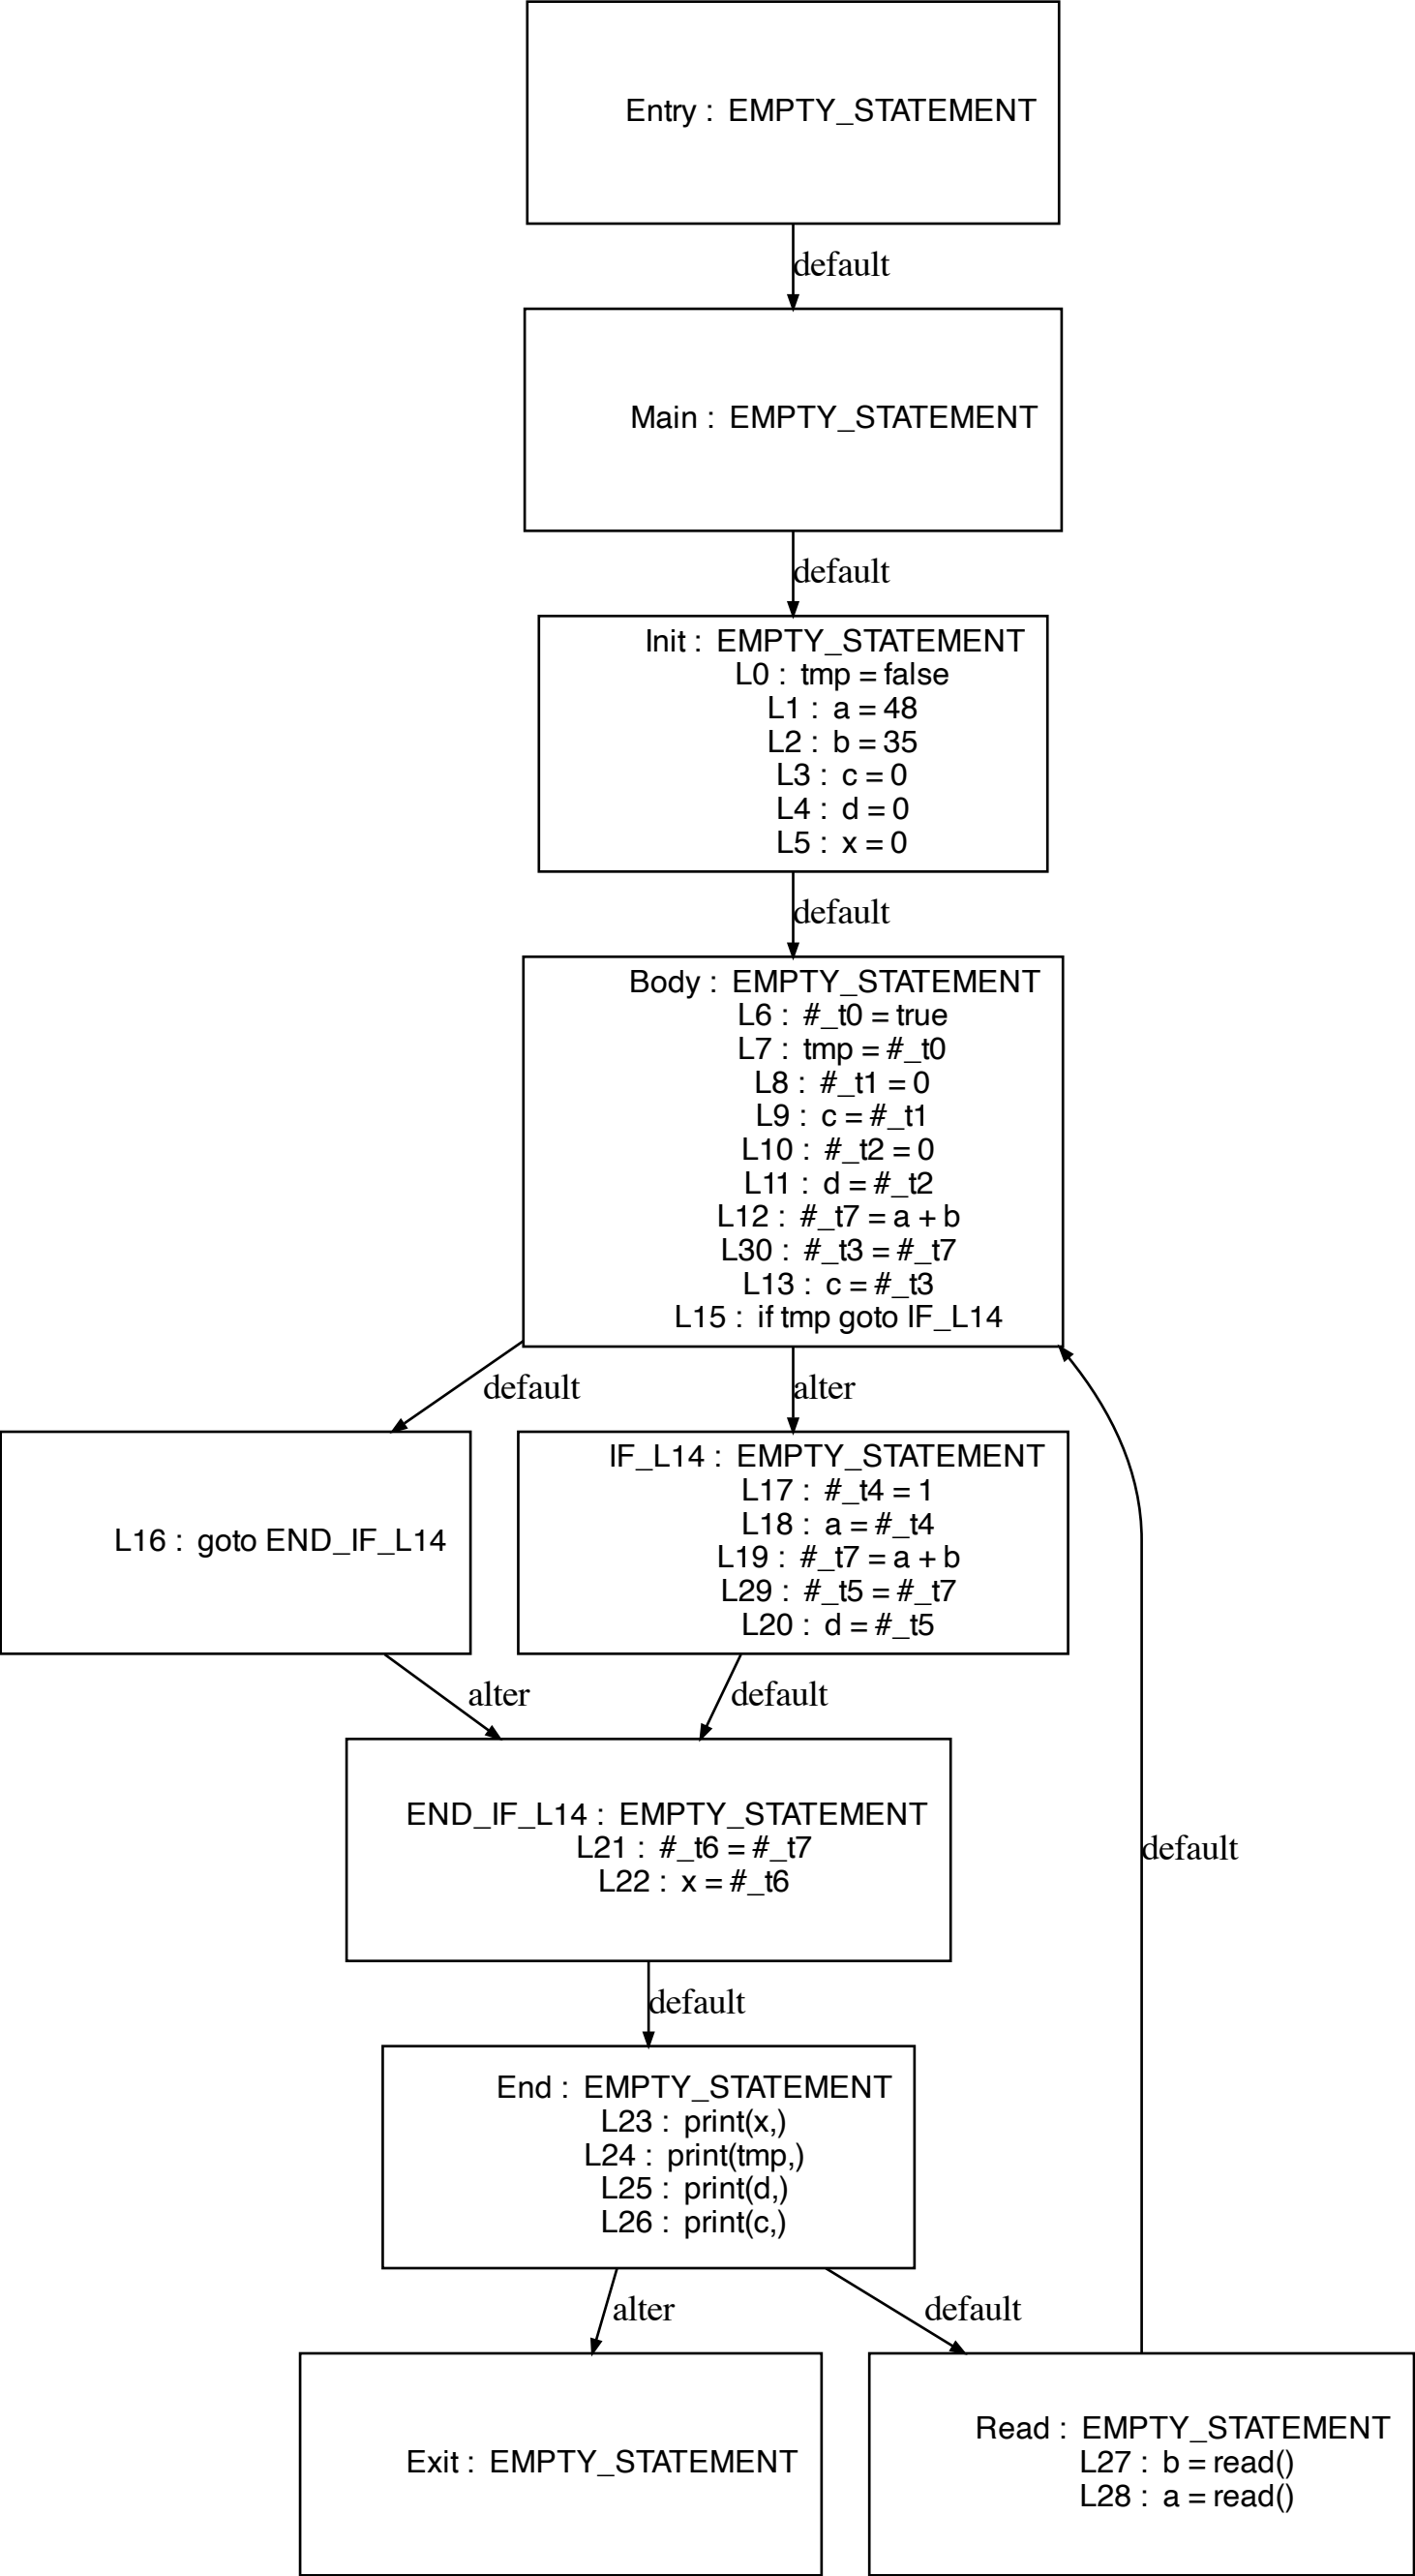 Entry : EMPTY_STATEMENT
default
Main : EMPTY_STATEMENT
default
Init : EMPTY_STATEMENT
L0 : tmp = false
L1 : a = 48
L2 : b = 35
L3 : c = 0
L4 : d = 0
L5 : x = 0
default
Body : EMPTY_STATEMENT
L6 : #_t0 = true
L7 : tmp = #_t0
L8 : #_t1 = 0
L9 : c = #_t1
L10 : #_t2 = 0
L11 : d = #_t2
L12 : #_t7 = a + b
L30 : #_t3 = #_t7
L13 : c = #_t3
L15 : if tmp goto IF_L14
default
alter
L16 : goto END_IF_L14
IF_L14 : EMPTY_STATEMENT
L17 : #_t4 = 1
L18 : a = #_t4
L19 : #_t7 = a + b
L29 : #_t5 = #_t7
L20 : d = #_t5
alter
default
END_IF_L14 : EMPTY_STATEMENT
L21 : #_t6 = #_t7
L22 : x = #_t6
default
default
End : EMPTY_STATEMENT
L23 : print(x,)
L24 : print(tmp,)
L25 : print(d,)
L26 : print(c,)
alter
default
Exit : EMPTY_STATEMENT
Read : EMPTY_STATEMENT
L27 : b = read()
L28 : a = read()